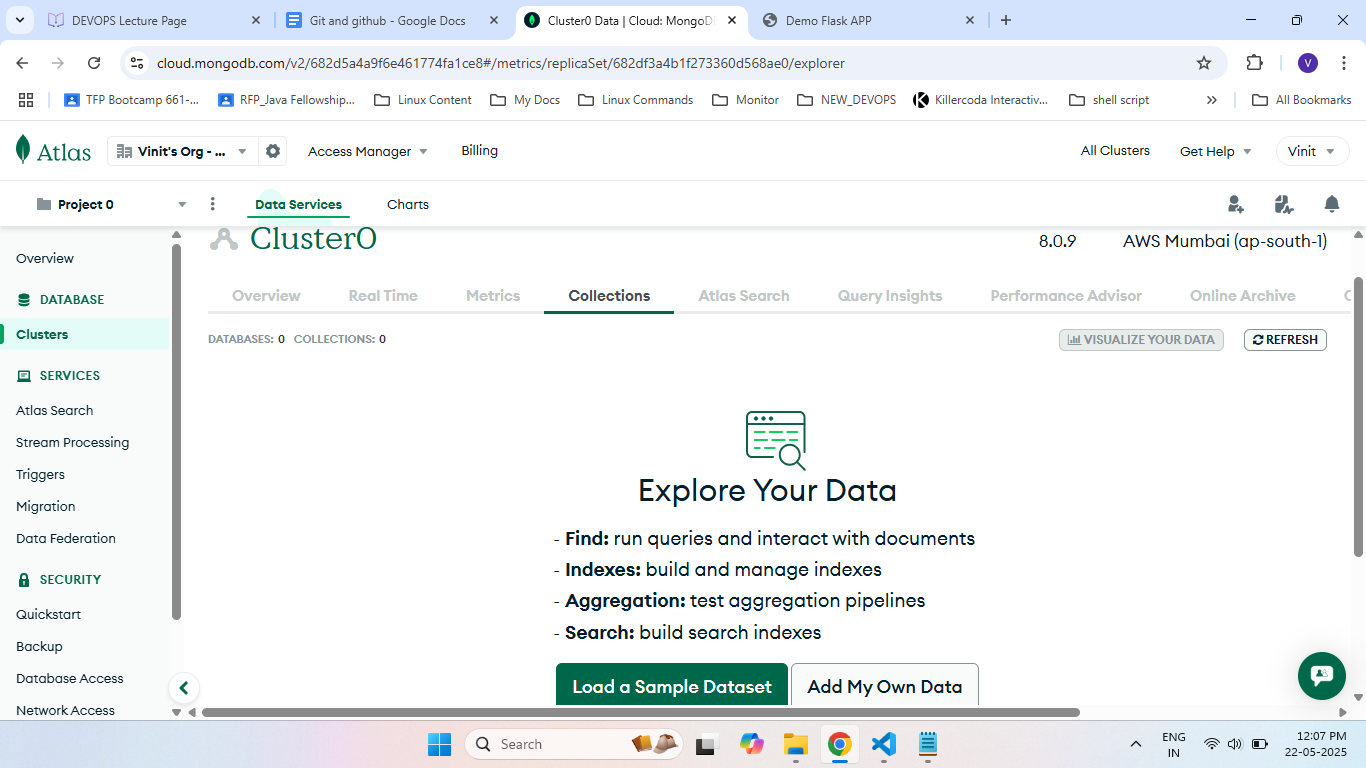 DEVOPS Lecture Page
Git and github - Google Docs
Cluster0 Data | Cloud: MongoD
Demo Flask APP
cloud.mongodb.com/v2/682d5a4a9f6e461774fa1ce8#/metrics/replicaSet/682df3a4b1f273360d568ae0/explorer
V
TFP Bootcamp 661-...
RFP_Java Fellowship...
Linux Content
My Docs
Linux Commands
Monitor
NEW_DEVOPS
Killercoda Interactiv...
shell script
All Bookmarks
Atlas
Vinit's Org - ...
Access Manager
Billing
All Clusters
Get Help
Vinit
Project 0
Data Services
Charts
Overview
DATABASE
Clusters
SERVICES
Atlas Search
Stream Processing
Triggers
Migration
Data Federation
SECURITY
Quickstart
Backup
Database Access
Network Access
Cluster0
8.0.9
AWS Mumbai (ap-south-1)
Overview
Real Time
Metrics
Collections
Atlas Search
Query Insights
Performance Advisor
Online Archive
DATABASES: 0 COLLECTIONS: 0
VISUALIZE YOUR DATA
REFRESH
Explore Your Data
- Find: run queries and interact with documents
- Indexes: build and manage indexes
- Aggregation: test aggregation pipelines
- Search: build search indexes
Load a Sample Dataset
Add My Own Data
Search
ENG
IN
12:07 PM
22-05-2025